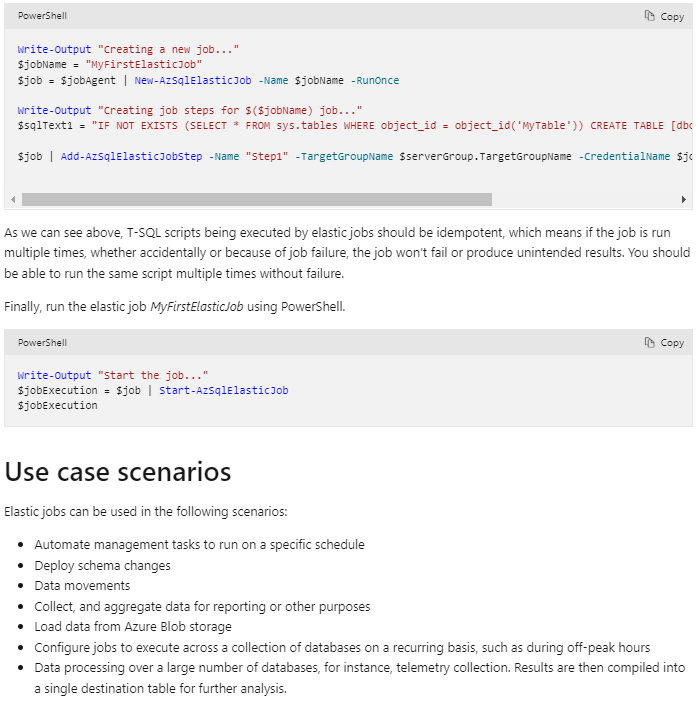 PowerShell
Copy
Write-Output "Creating a new job..."
$jobName = "MyFirstElasticJob"
$job = $jobAgent | New-AzSqlElasticJob -Name $jobName -RunOnce
Write-Output "Creating job steps for $($jobName) job..."
$sqlText1 = "IF NOT EXISTS (SELECT * FROM sys.tables WHERE object_id = object_id('MyTable')) CREATE TABLE [dbo
$job | Add-AzSqlElasticJobStep -Name "Step1" -TargetGroupName $serverGroup.TargetGroupName -CredentialName $jo
As we can see above, T-SQL scripts being executed by elastic jobs should be idempotent, which means if the job is run
multiple times, whether accidentally or because of job failure, the job won't fail or produce unintended results. You should
be able to run the same script multiple times without failure.
Finally, run the elastic job MyFirstElasticJob using PowerShell.
PowerShell
Copy
Write-Output "Start the job..."
$jobExecution = $job | Start-AzSqlElasticJob
$jobExecution
Use case scenarios
Elastic jobs can be used in the following scenarios:
• Automate management tasks to run on a specific schedule
• Deploy schema changes
• Data movements
• Collect, and aggregate data for reporting or other purposes
• Load data from Azure Blob storage
• Configure jobs to execute across a collection of databases on a recurring basis, such as during off-peak hours
• Data processing over a large number of databases, for instance, telemetry collection. Results are then compiled into
a single destination table for further analysis.